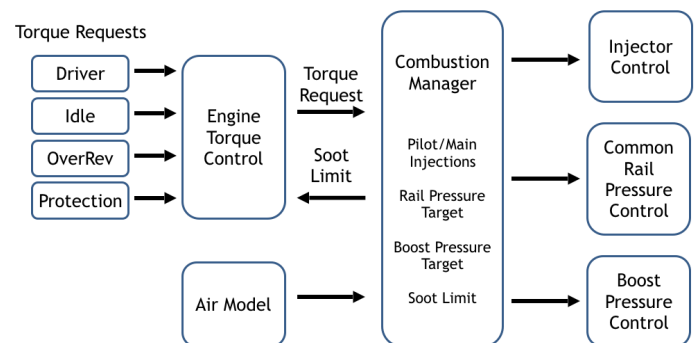 Torque Requests
Driver
Idle
OverRev
Protection
Engine
Torque
Control
Torque
Request
Soot
Limit
Air Model
Combustion
Manager
Pilot/Main
Injections
Rail Pressure
Target
Boost Pressure
Target
Soot Limit
Injector
Control
Common
Rail
Pressure
Control
Boost
Pressure
Control